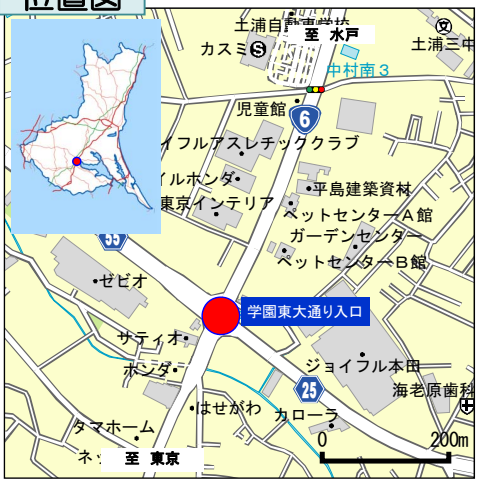 位置図
土浦自動車学校
至 水戸
カスミ
S
文
土浦三中
中村南3
児童館
6
イフルアスレチッククラブ
イルホンダ
平島建築資材
東京インテリア
ペットセンターA館
ガーデンセンター
ペットセンターB館
55
ゼビオ
学園東大通り入口
サティオ
ホンダ
ジョイフル本田
25
海老原歯科
はせがわ
カローラ
タマホーム
ネッ
至 東京
0
200m